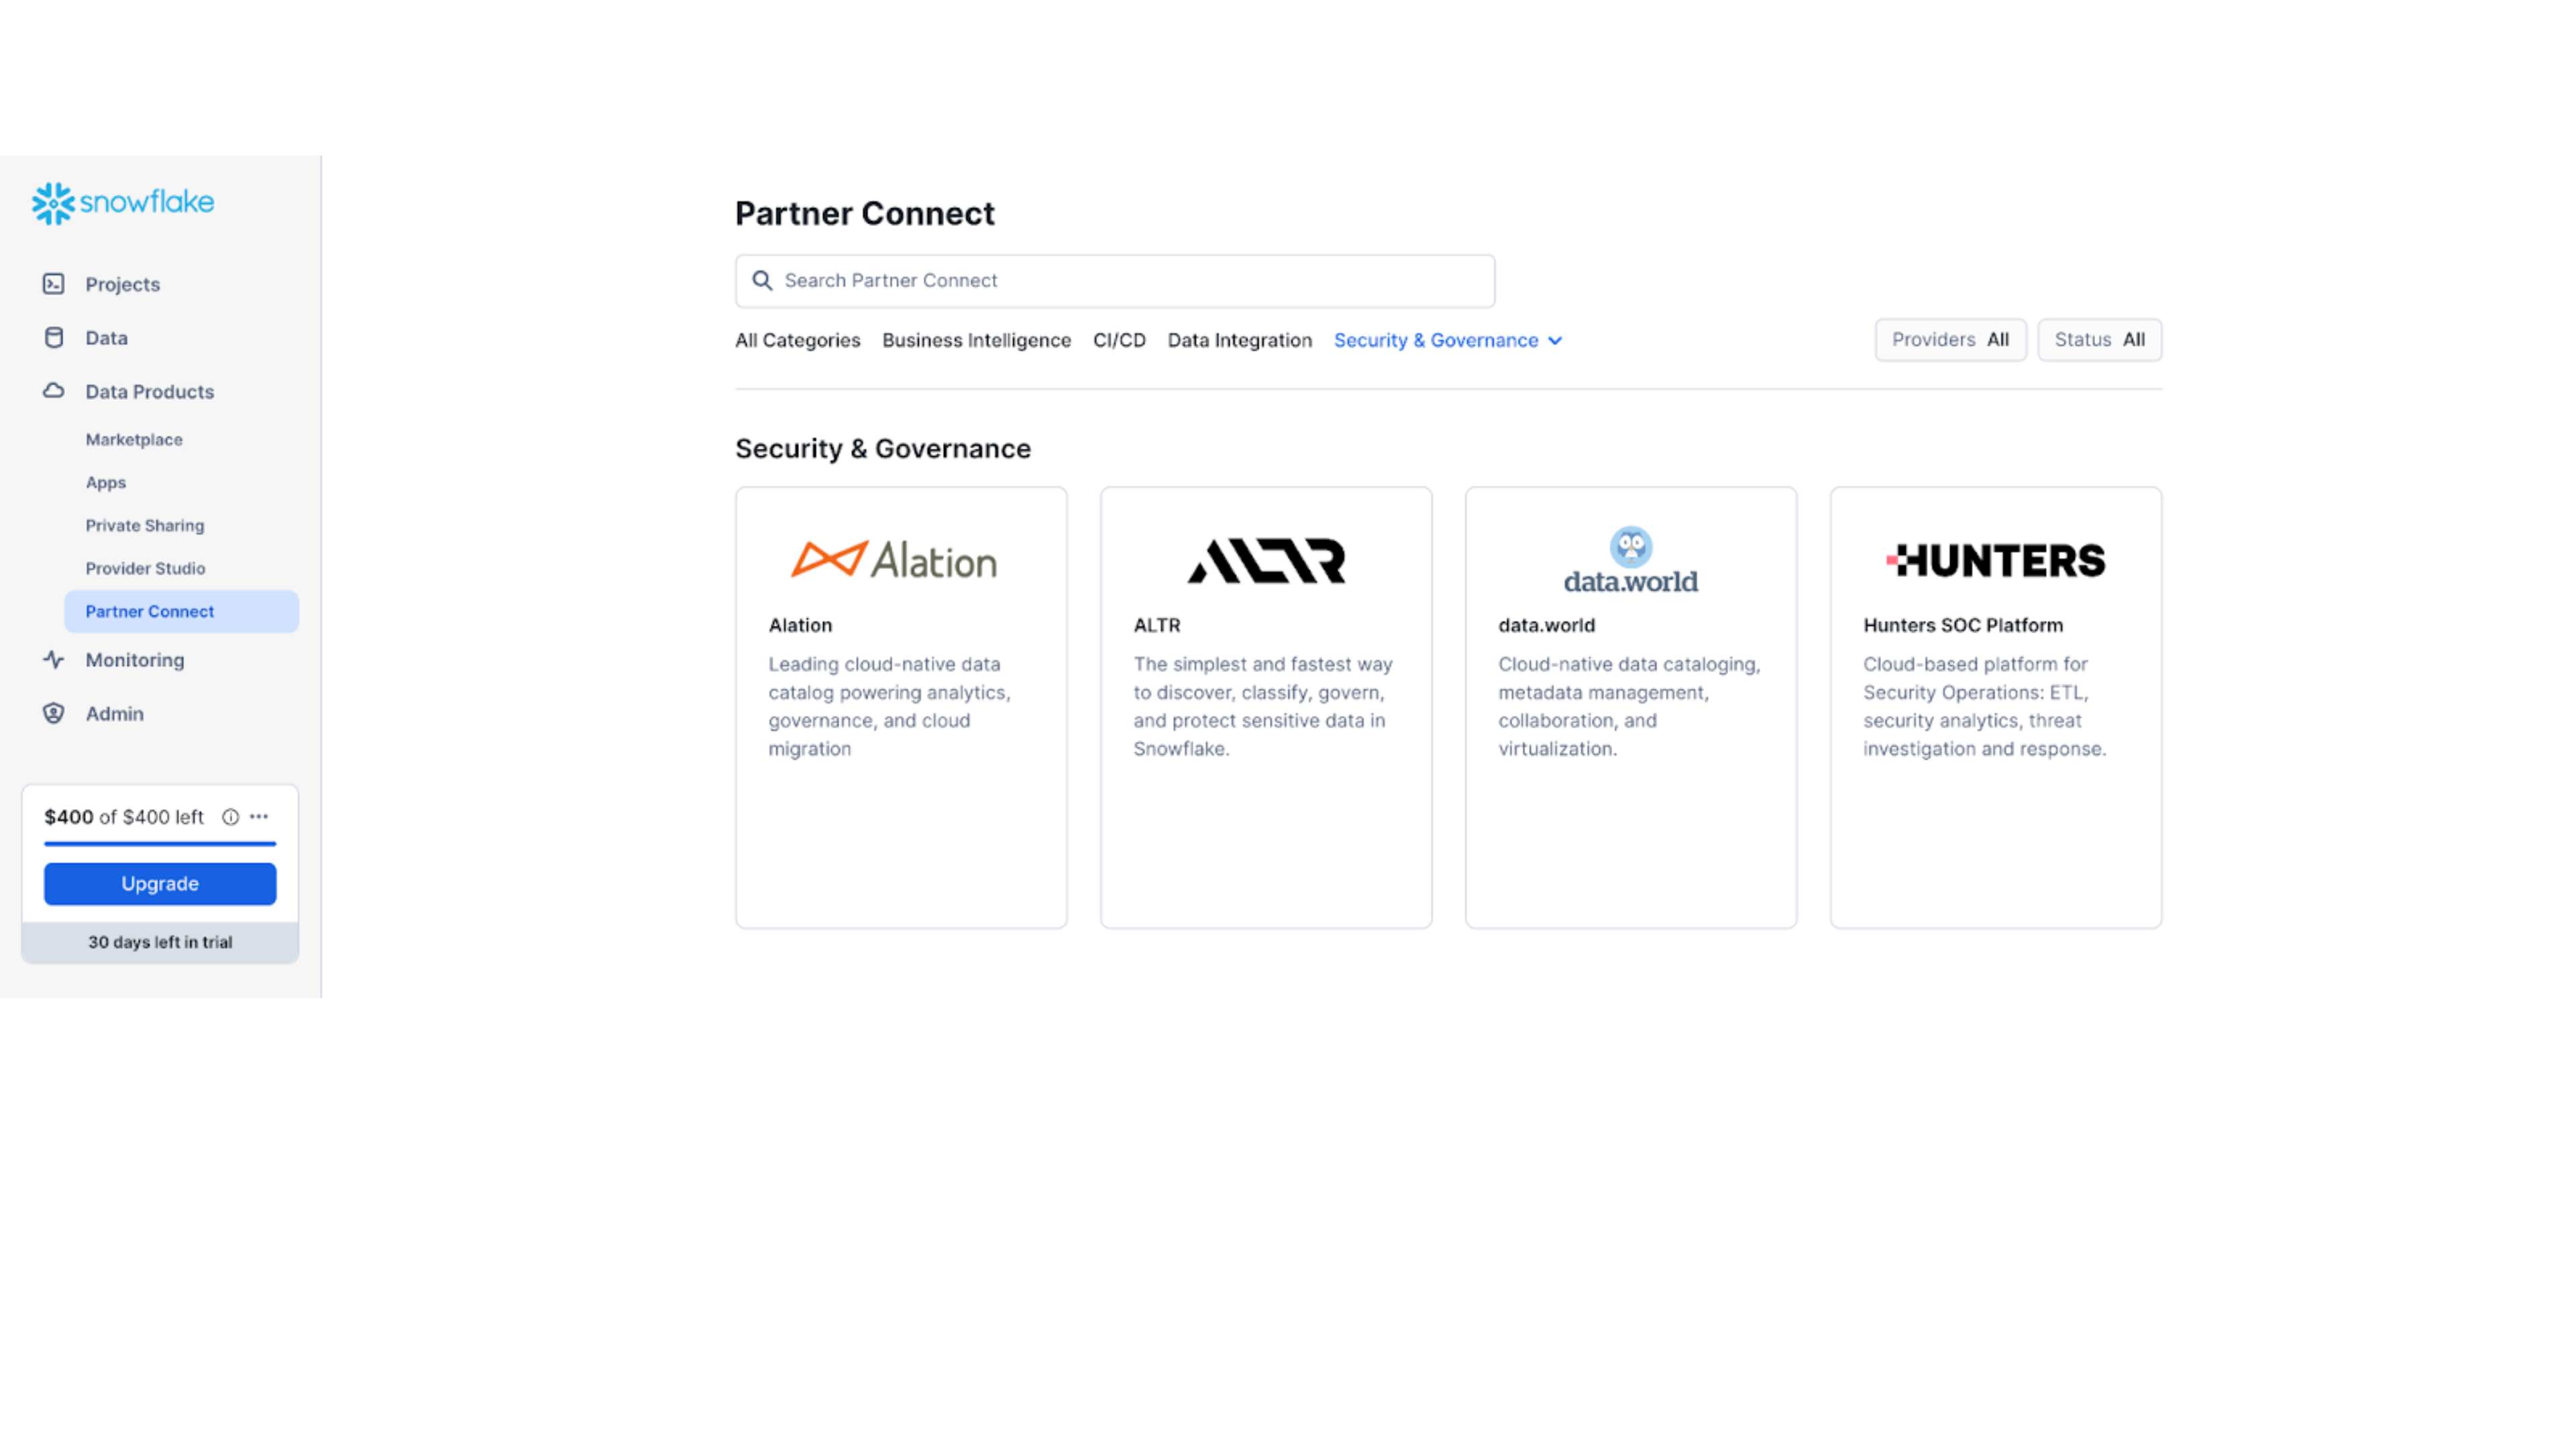 snowflake
Projects
Data
Data Products
Marketplace
Apps
Private Sharing
Provider Studio
Partner Connect
Monitoring
Admin
$400 of $400 left
Upgrade
30 days left in trial
Partner Connect
Search Partner Connect
All Categories Business Intelligence CI/CD Data Integration Security & Governance
Providers All Status All
Security & Governance
Alation
Alation
Leading cloud-native data
catalog powering analytics,
governance, and cloud
migration
ALTR
ALTR
The simplest and fastest way
to discover, classify, govern,
and protect sensitive data in
Snowflake.
data.world
data.world
Cloud-native data cataloging,
metadata management,
collaboration, and
virtualization.
HUNTERS
Hunters SOC Platform
Cloud-based platform for
Security Operations: ETL,
security analytics, threat
investigation and response.